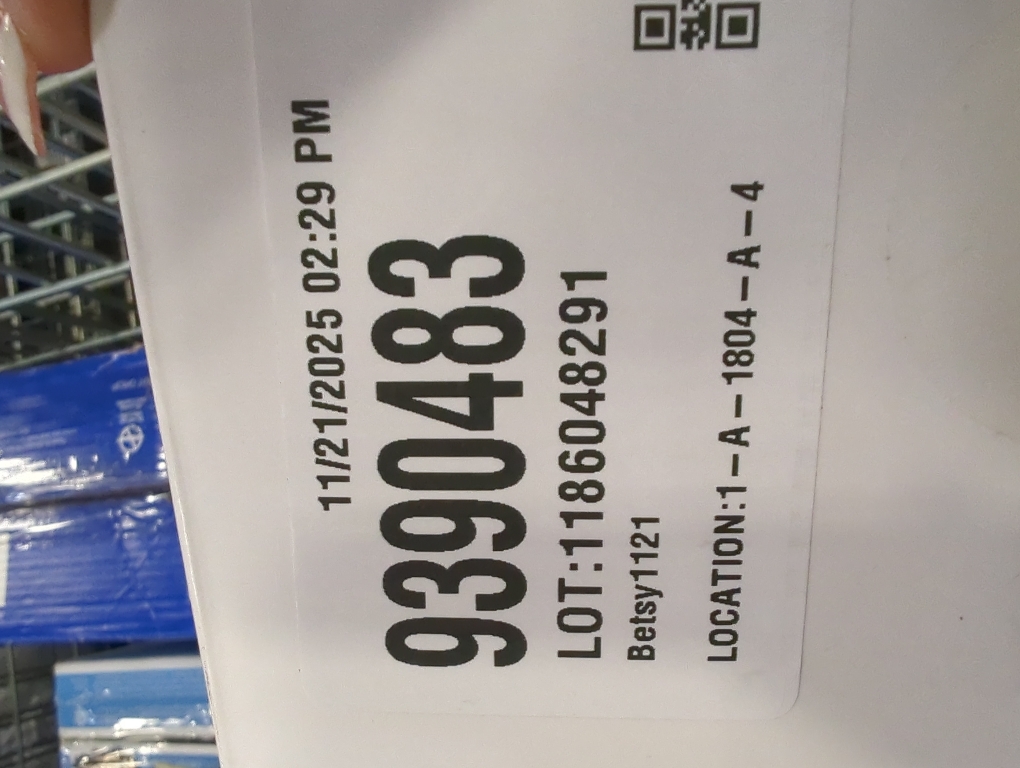 11/21/2025 02:29 PM
9390483
LOT:1186048291
Betsy1121
LOCATION:1-A-1804-A-4